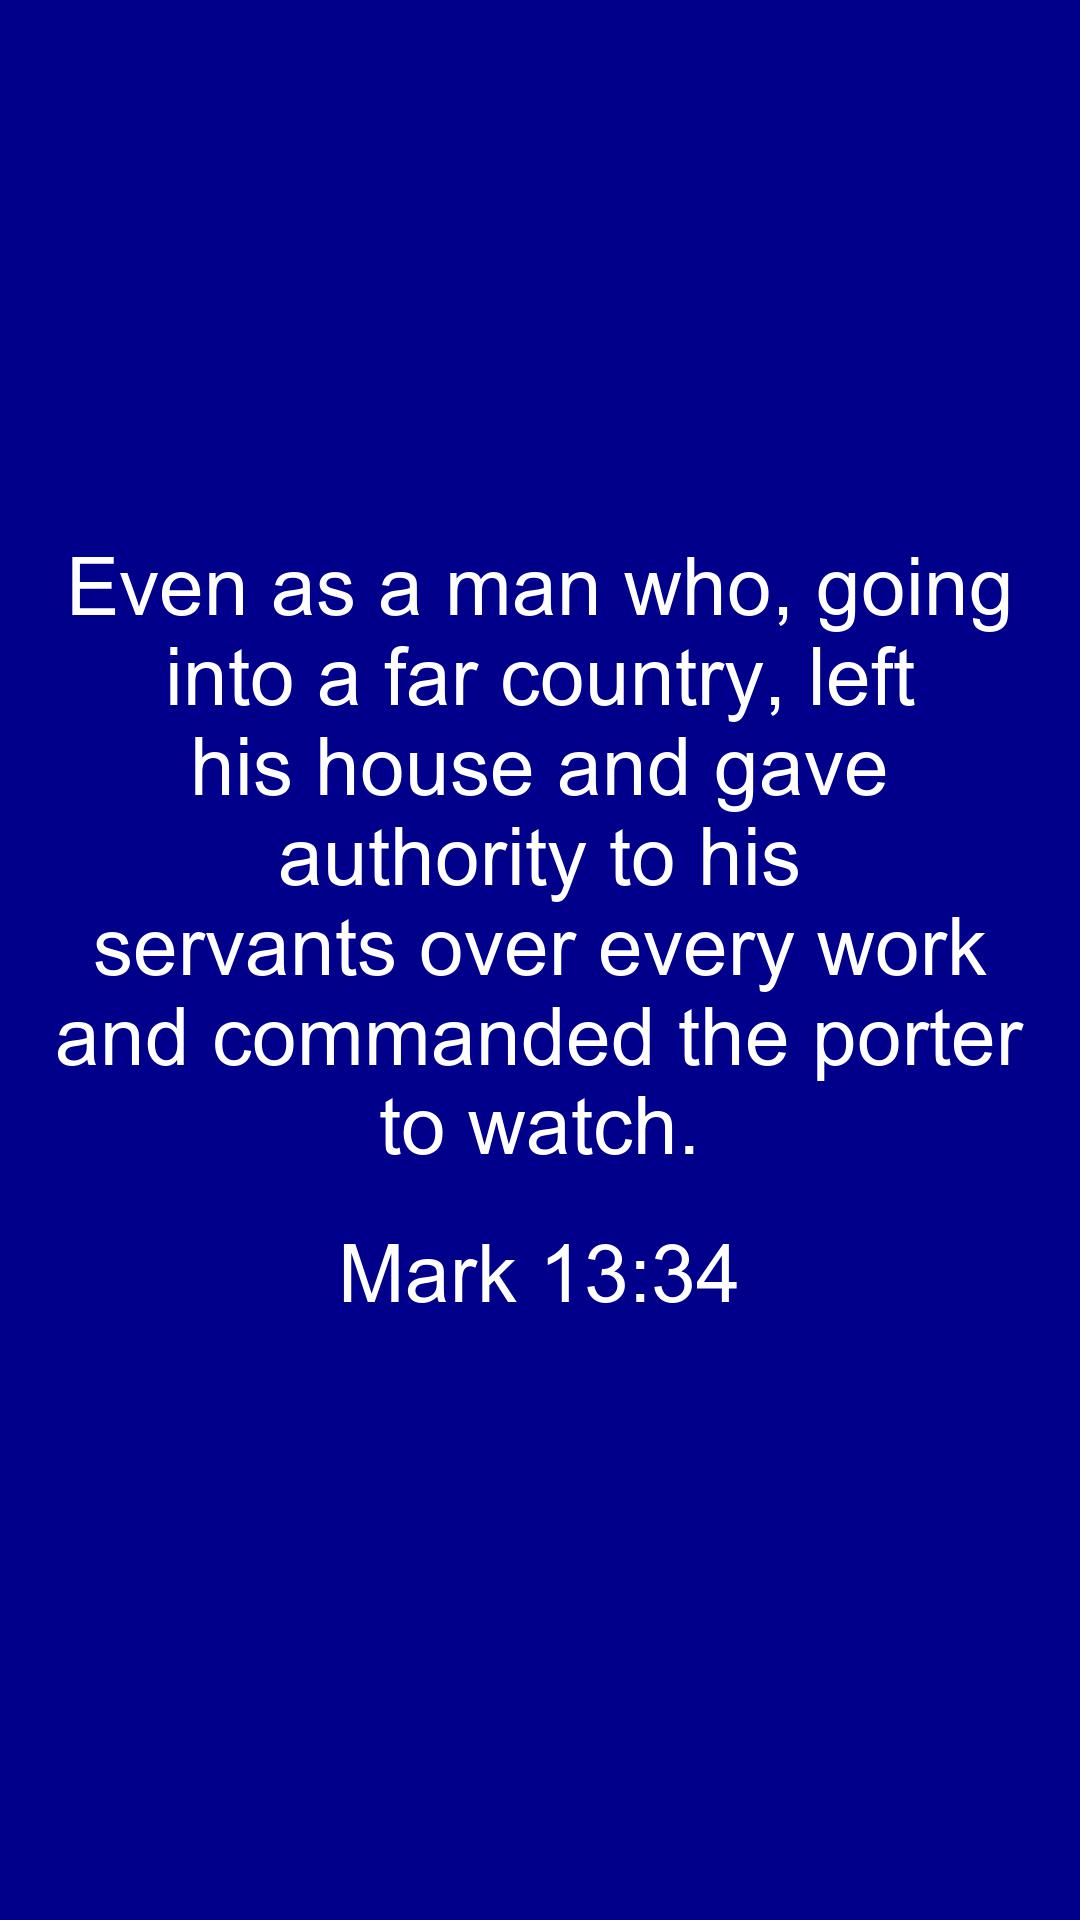 Even as a man who, going
into a far country, left
his house and gave
authority to his
servants over every work
and commanded the porter
to watch.
Mark 13:34